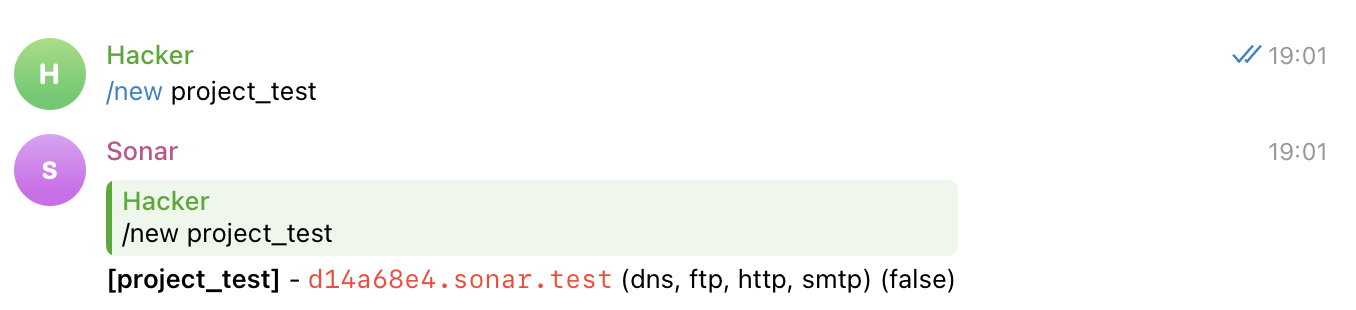 H
Hacker
19:01
/new project_test
S
Sonar
19:01
Hacker
/new project_test
[project_test] - d14a68e4.sonar.test (dns, ftp, http, smtp) (false)